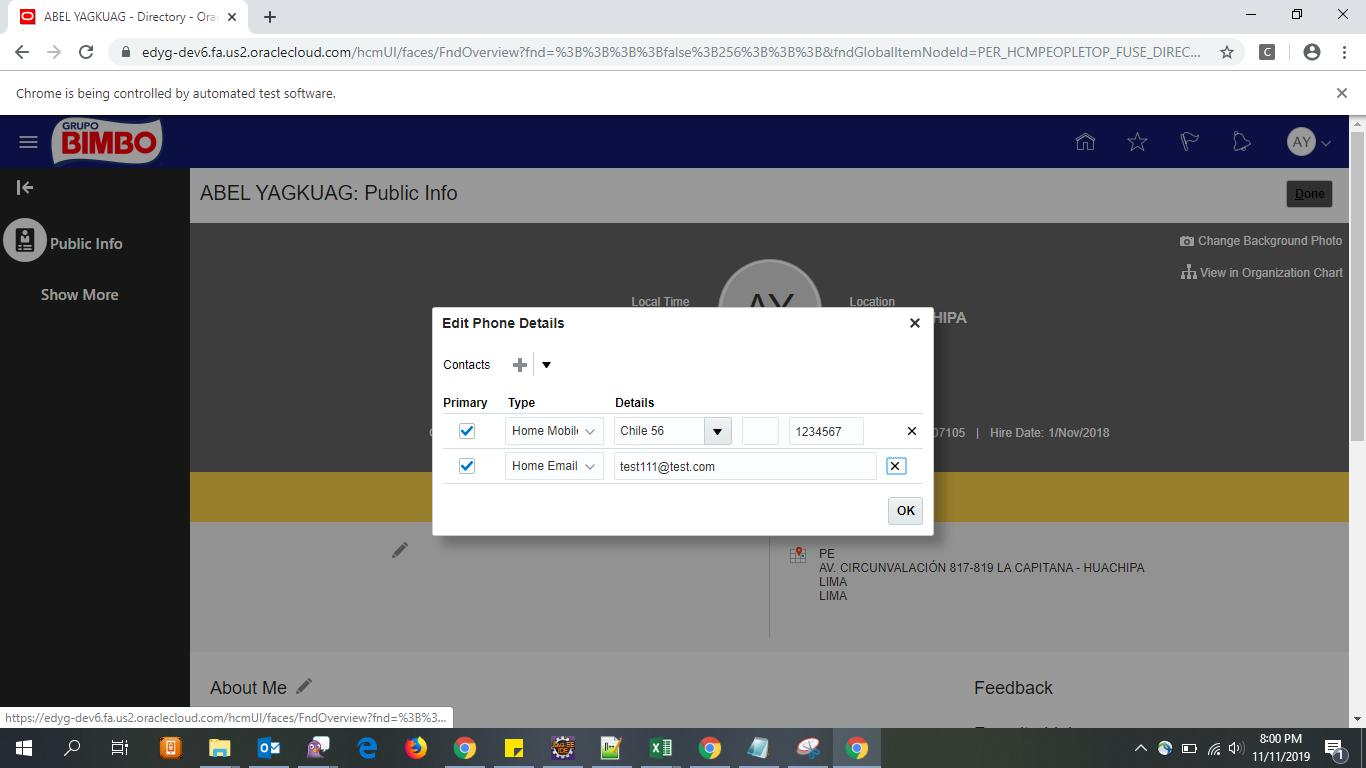 ABEL YAGKUAG - Directory - Ora
edyg-dev6.fa.us2.oraclecloud.com/hcmUI/faces/FndOverview?fnd=%3B%3B%3B%3Bfalse%3B256%3B%3B%3B&fndGlobalItemNodeId=PER_HCMPEOPLETOP_FUSE_DIREC...
C
Chrome is being controlled by automated test software.
GRUPO
BIMBO
AY
ABEL YAGKUAG: Public Info
Done
Public Info
Show More
Change Background Photo
View in Organization Chart
Local Time
AY
Location
HIPA
Edit Phone Details
Contacts
Primary Type Details
Home Mobile Chile 56 1234567
07105 | Hire Date: 1/Nov/2018
Home Email test111@test.com
OK
PE
AV. CIRCUNVALACIÓN 817-819 LA CAPITANA - HUACHIPA
LIMA
LIMA
About Me
Feedback
https://edyg-dev6.fa.us2.oraclecloud.com/hcmUI/faces/FndOverview?fnd=%3B%3...
8:00 PM
11/11/2019
1